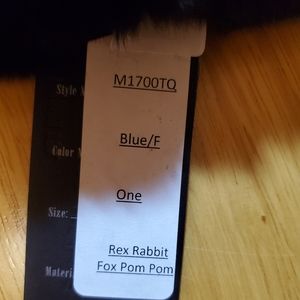 Style M1700TQ
Color Blue/F
Size: One
Rex Rabbit
Materi Fox Pom Pom